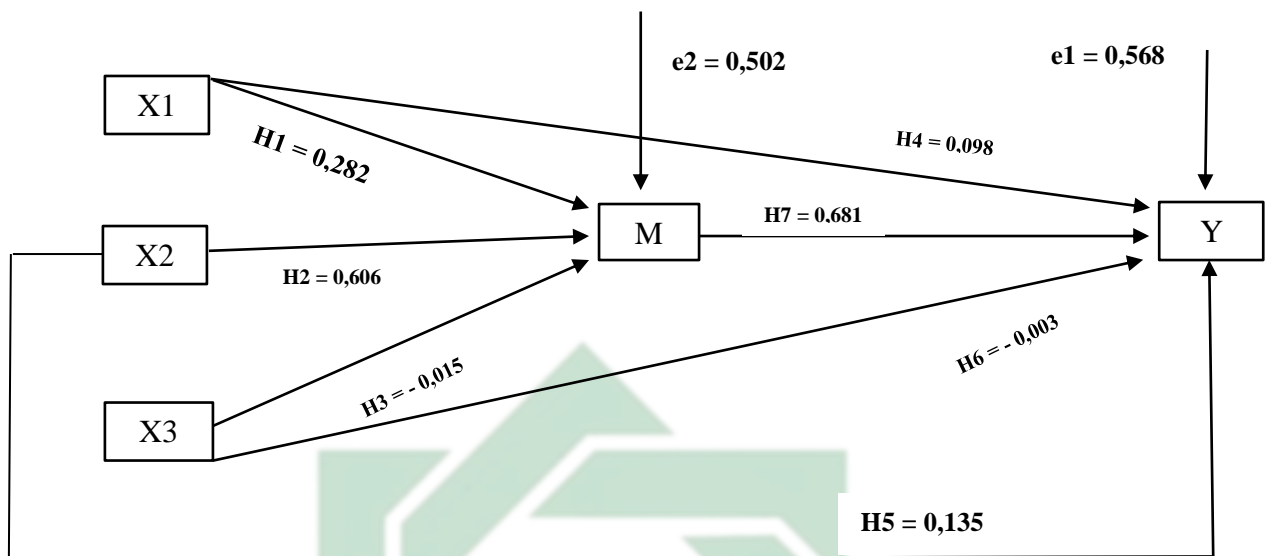 e2 = 0,502
e1 = 0,568
X1
H1 = 0,282
H4 = 0,098
H7 = 0,681
M
Y
X2
H2 = 0,606
H3 = - 0,015
H6 = - 0,003
X3
H5 = 0,135